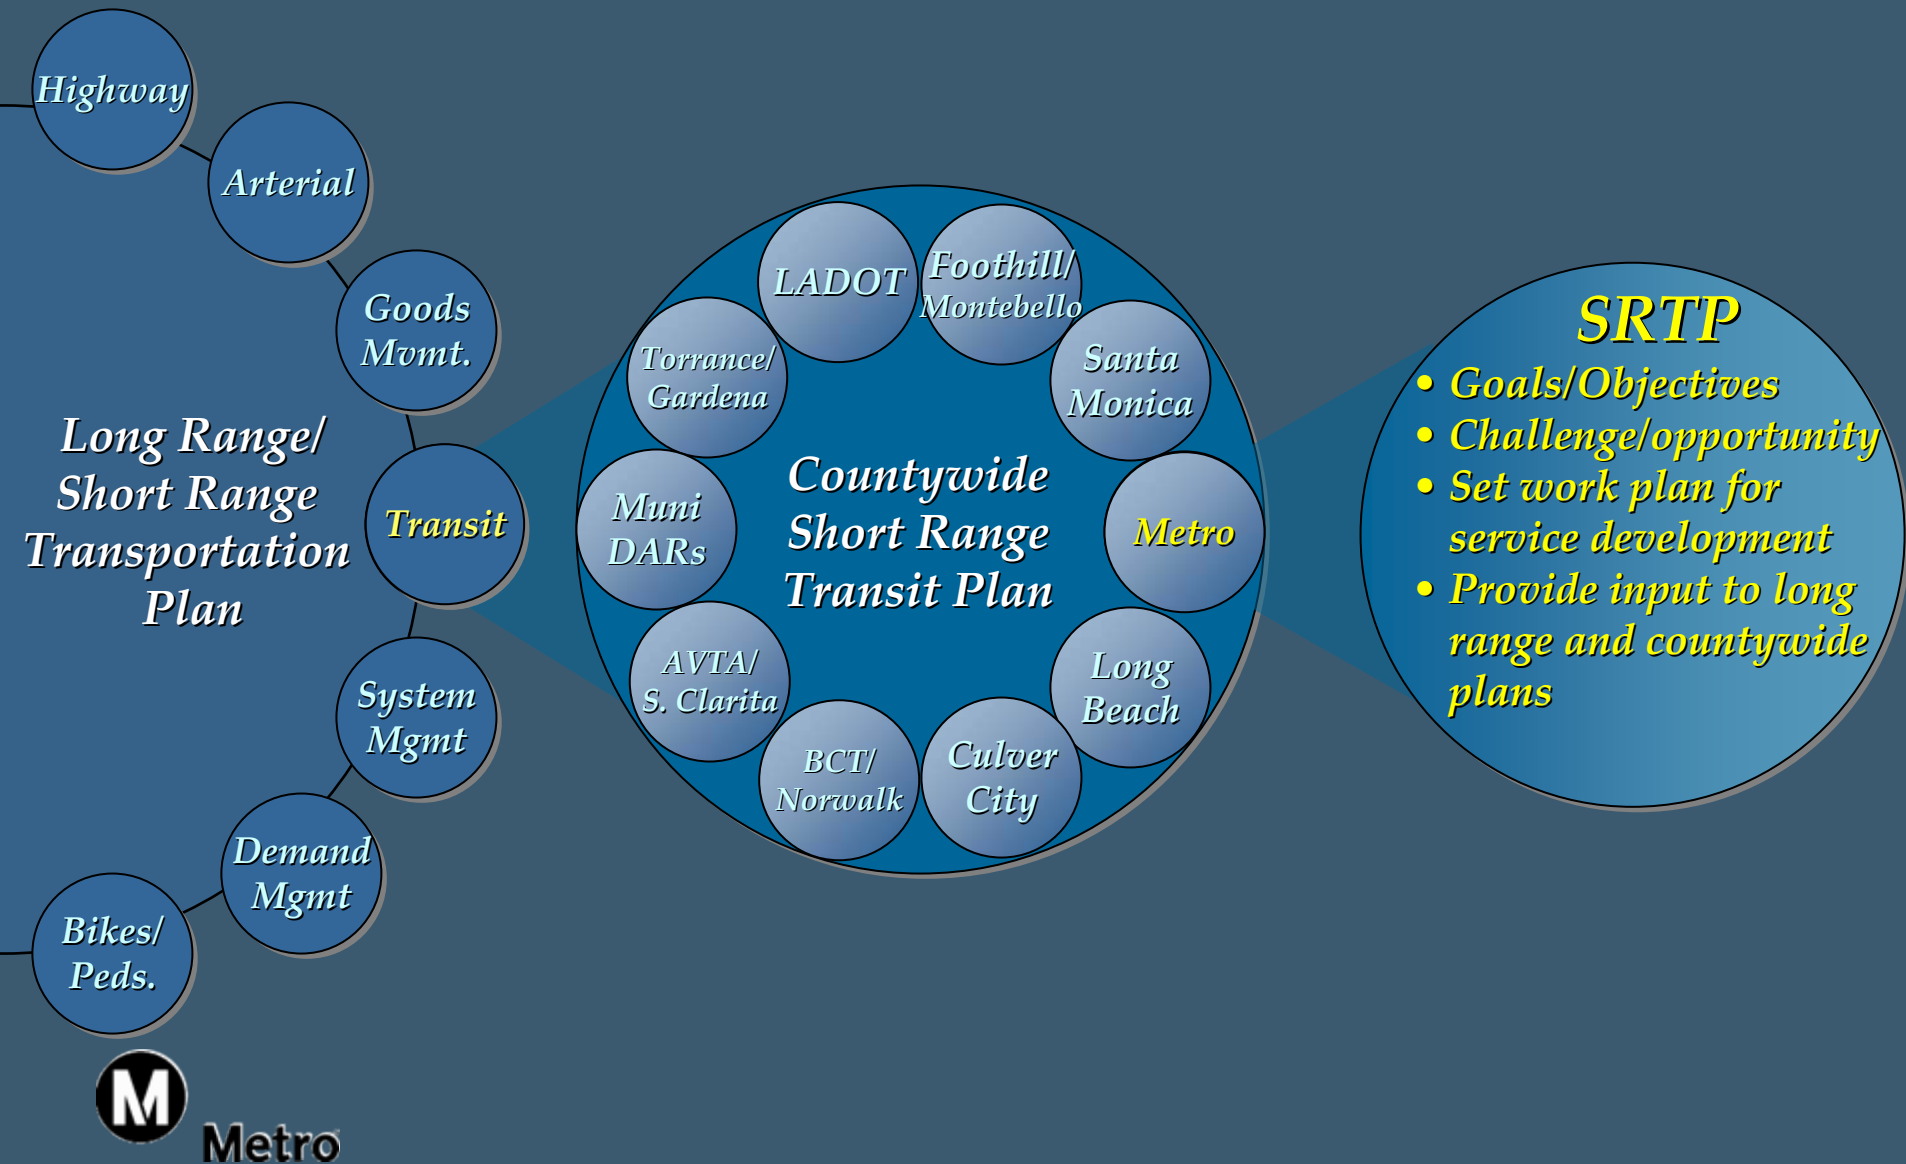 Highway
Arterial
Goods
Mvmt.
Long Range/
Short Range
Transportation
Plan
Transit
System
Mgmt
Demand
Mgmt
Bikes/
Peds.
LADOT
Foothill/
Montebello
Torrance/
Gardena
Santa
Monica
Muni
DARs
Countywide
Short Range
Transit Plan
Metro
AVTA/
S. Clarita
Long
Beach
BCT/
Norwalk
Culver
City
SRTP
• Goals/Objectives
• Challenge/opportunity
• Set work plan for
service development
• Provide input to long
range and countywide
plans
M
Metro